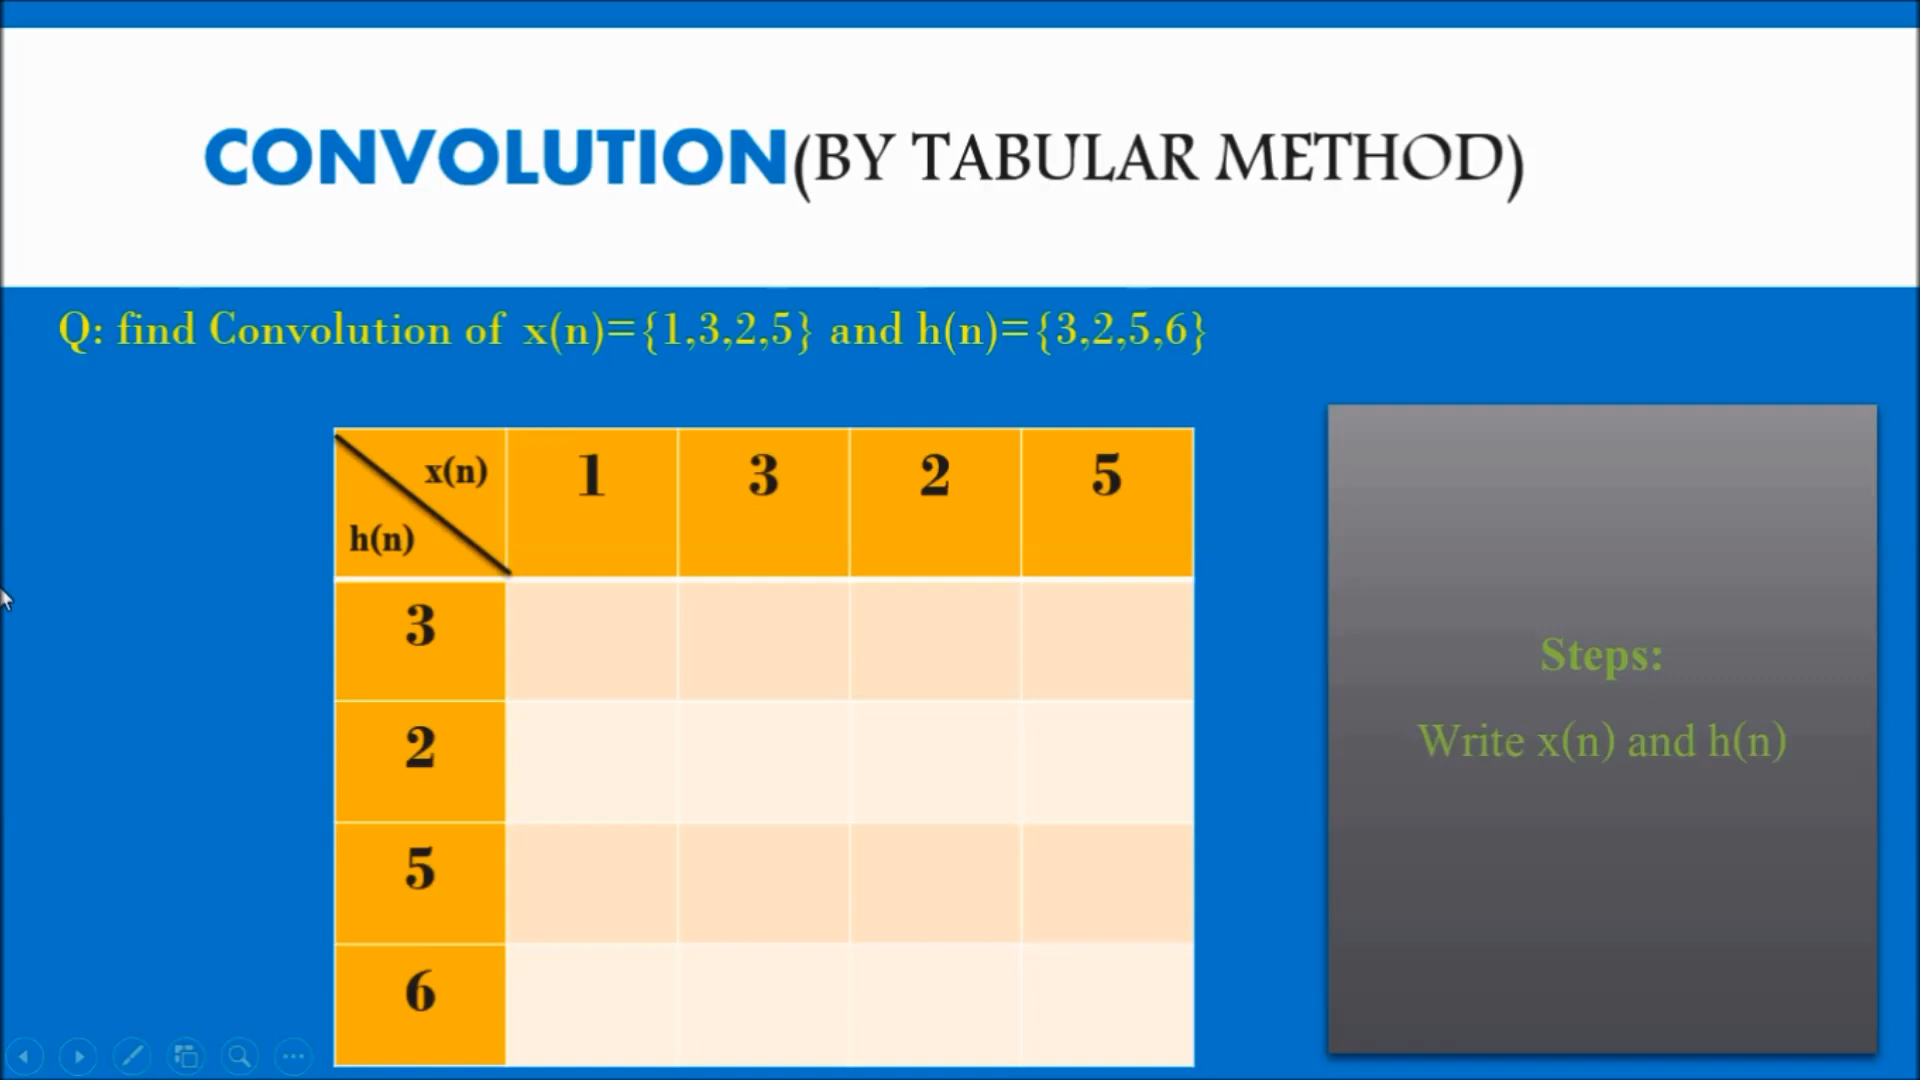 CONVOLUTION(BY TABULAR METHOD)
Q: find Convolution of x(n)={1,3,2,5} and h(n)={3,2,5,6}
x(n) 1 3 2 5
h(n)
3
2
5
6
Steps:
Write x(n) and h(n)